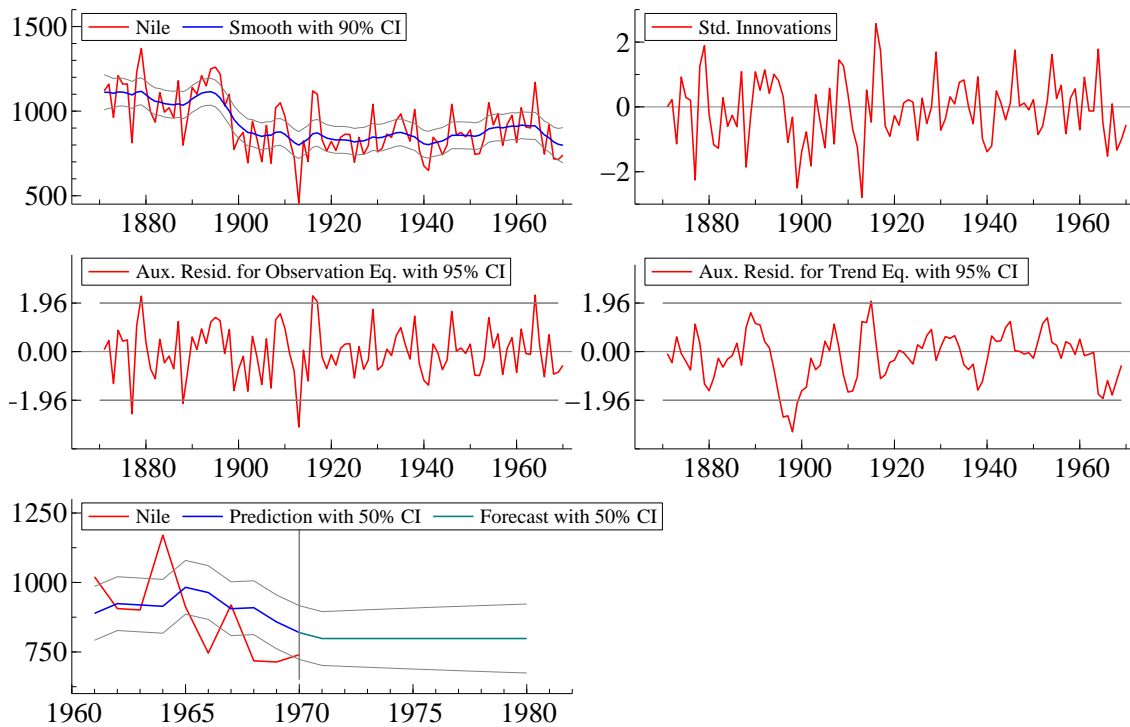 Nile Smooth with 90% CI
1500
1000
500
1880 1900 1920 1940 1960
Std. Innovations
2
0
−2
1880 1900 1920 1940 1960
Aux. Resid. for Observation Eq. with 95% CI
1.96
0.00
−1.96
1880 1900 1920 1940 1960
Aux. Resid. for Trend Eq. with 95% CI
1.96
0.00
−1.96
1880 1900 1920 1940 1960
Nile Prediction with 50% CI Forecast with 50% CI
1250
1000
750
1960 1965 1970 1975 1980